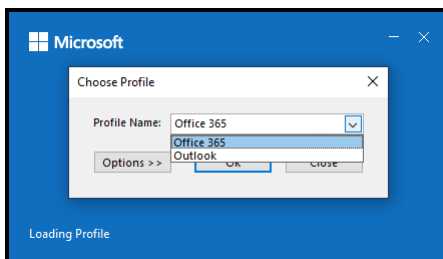 Microsoft
Choose Profile
Profile Name: Office 365
Office 365
Outlook
Options >> OK Close
Loading Profile